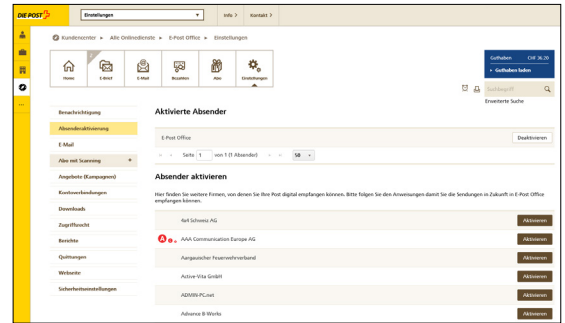 DIE POST
Einstellungen
Info >
Kontakt >
Kundencenter ▸ Alle Onlinedienste ▸ E-Post Office ▸ Einstellungen
Home
E-Brief
E-Mail
Bezahlen
Abo
Einstellungen
Guthaben CHF 36.20
Guthaben laden
Suchbegriff
Erweiterte Suche
Benachrichtigung
Absenderaktivierung
E-Mail
Abo mit Scanning +
Angebote (Kampagnen)
Kontoverbindungen
Downloads
Zugriffsrecht
Berichte
Quittungen
Webseite
Sicherheitseinstellungen
Aktivierte Absender
E-Post Office
Deaktivieren
Seite 1 von 1 (1 Absender)
50
Absender aktivieren
Hier finden Sie weitere Firmen, von denen Sie Ihre Post digital empfangen können. Bitte folgen Sie den Anweisungen damit Sie die Sendungen in Zukunft in E-Post Office
empfangen können.
4x4 Schweiz AG
Aktivieren
AAA Communication Europe AG
Aktivieren
Aargauischer Feuerwehrverband
Aktivieren
Active-Vita GmbH
Aktivieren
ADMIN-PC.net
Aktivieren
Advance B-Works
Aktivieren